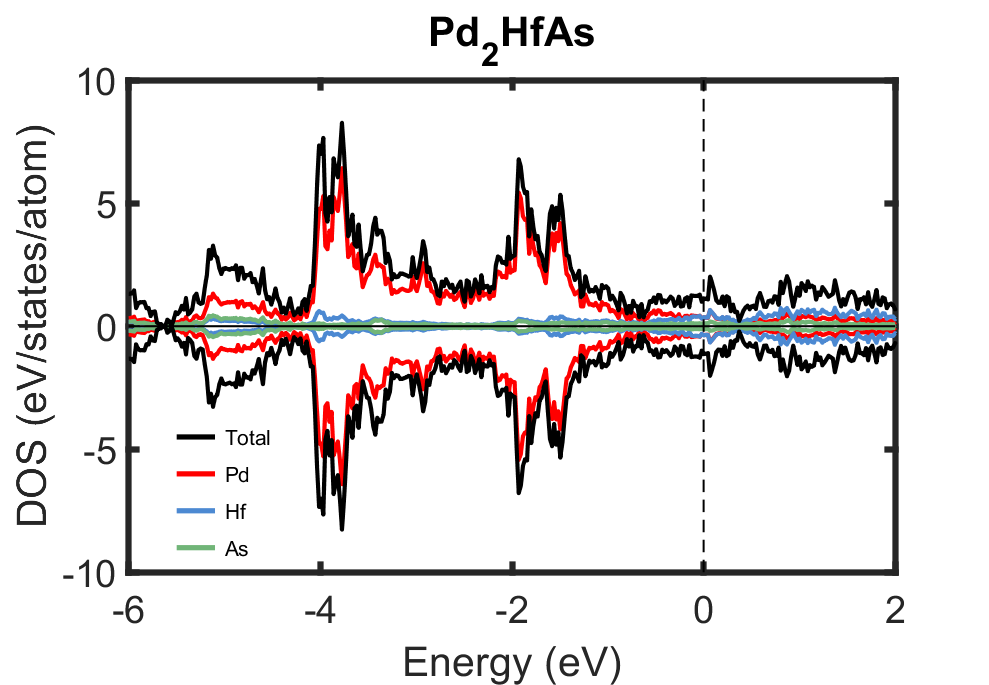 Pd₂HfAs
DOS (eV/states/atom)
10
5
0
-5
-10
Total
Pd
Hf
As
-6 -4 -2 0 2
Energy (eV)